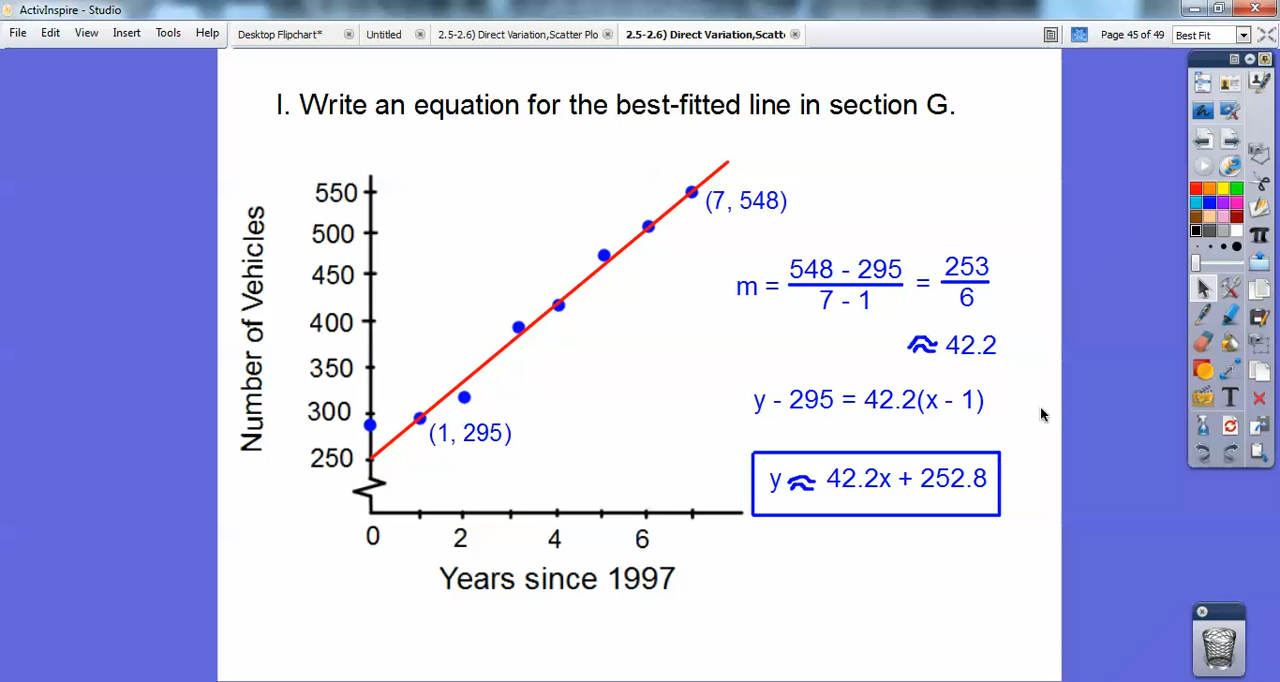 ActivInspire - Studio
File Edit View Insert Tools Help
Desktop Flipchart* Untitled 2.5-2.6) Direct Variation,Scatter Plo 2.5-2.6) Direct Variation,Scatt
Page 45 of 49 Best Fit
I. Write an equation for the best-fitted line in section G.
Number of Vehicles
550
500
450
400
350
300
250
(7, 548)
(1, 295)
0 2 4 6
Years since 1997
m = 548 - 295 / 7 - 1 = 253 / 6
≈ 42.2
y - 295 = 42.2(x - 1)
y ≈ 42.2x + 252.8